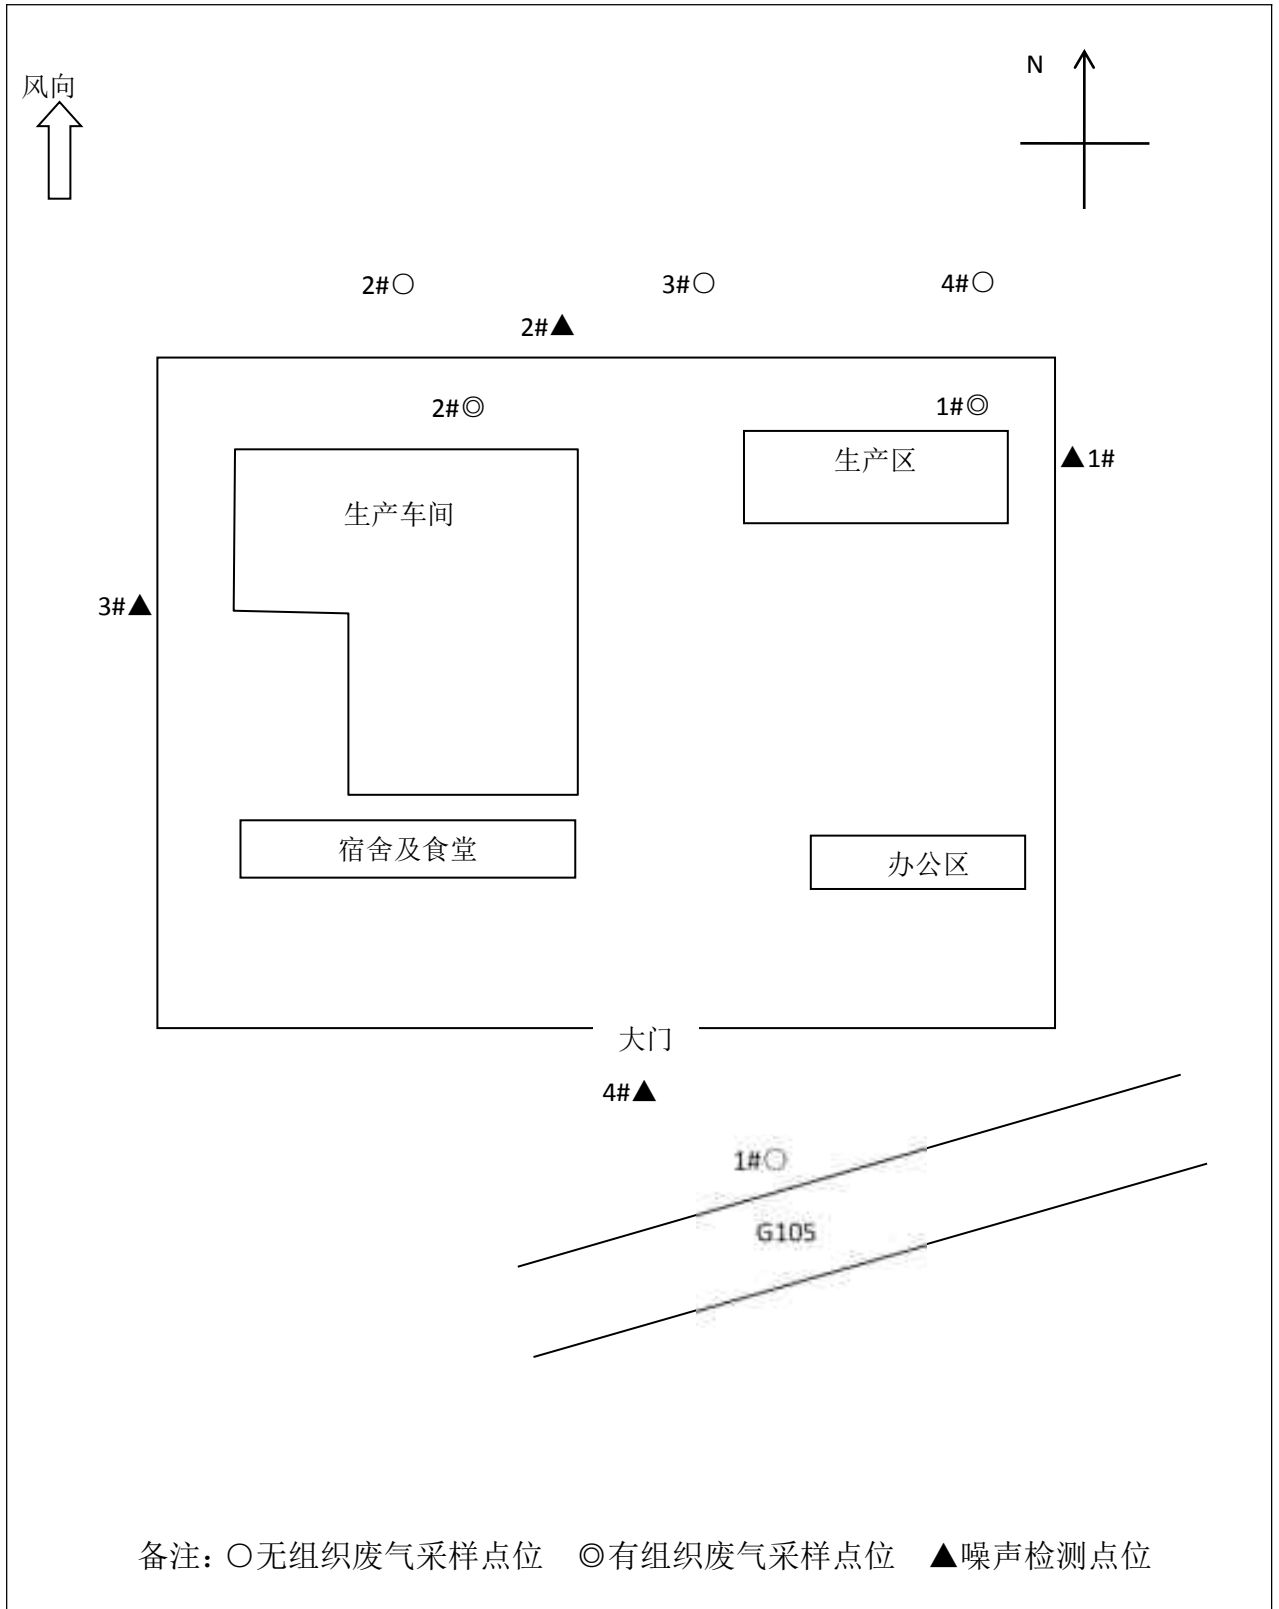 风向
N
2#○ 3#○ 4#○
2#▲
2#◎ 1#◎
生产区
▲1#
生产车间
3#▲
宿舍及食堂
办公区
大门
4#▲
1#○
G105
备注：○无组织废气采样点位 ◎有组织废气采样点位 ▲噪声检测点位